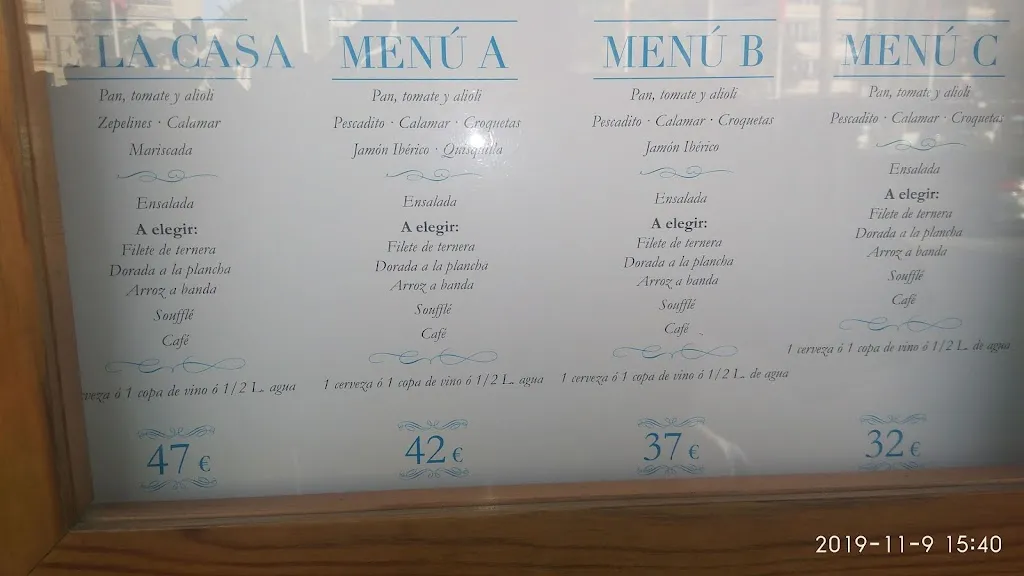 LA CASA
Pan, tomate y alioli
Zepelines · Calamar
Mariscada
Ensalada
A elegir:
Filete de ternera
Dorada a la plancha
Arroz a banda
Soufflé
Café
1 copa de vino ó 1/2 L. agua
47 €
MENÚ A
Pan, tomate y alioli
Pescadito · Calamar · Croquetas
Jamón Ibérico · Quisquilla
Ensalada
A elegir:
Filete de ternera
Dorada a la plancha
Arroz a banda
Soufflé
Café
1 cerveza ó 1 copa de vino ó 1/2 L. agua
42 €
MENÚ B
Pan, tomate y alioli
Pescadito · Calamar · Croquetas
Jamón Ibérico
Ensalada
A elegir:
Filete de ternera
Dorada a la plancha
Arroz a banda
Soufflé
Café
1 cerveza ó 1 copa de vino ó 1/2 L. de agua
37 €
MENÚ C
Pan, tomate y alioli
Pescadito · Calamar · Croquetas
Ensalada
A elegir:
Filete de ternera
Dorada a la plancha
Arroz a banda
Soufflé
Café
1 cerveza ó 1 copa de vino ó 1/2 L. de agua
32 €
2019-11-9 15:40